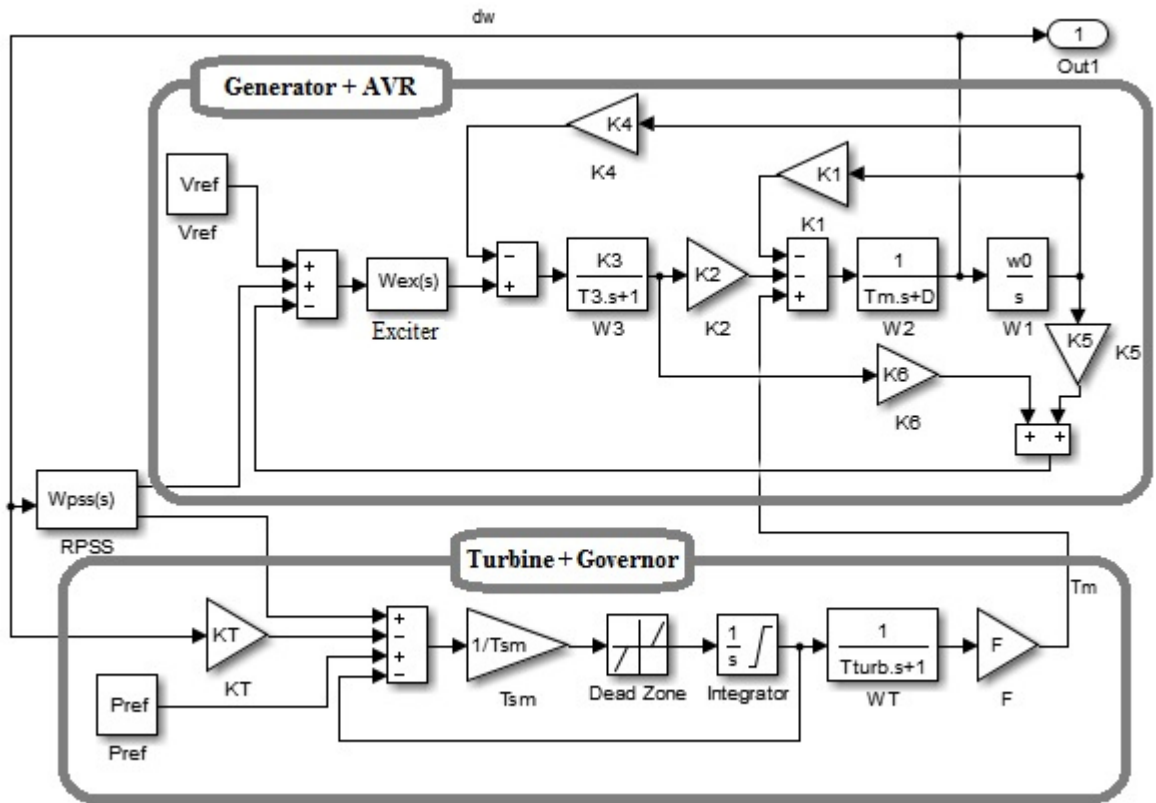 dw
1
Out1
Generator + AVR
K4
K4
K1
K1
Vref
Vref
+
+
−
Wex(s)
Exciter
−
+
K3
T3.s+1
W3
K2
K2
−
−
+
1
Tm.s+D
W2
w0
s
W1
K5
K5
K6
K6
+ +
Wpss(s)
RPSS
Turbine + Governor
Tm
KT
KT
Pref
Pref
+
−
+
−
1/Tsm
Tsm
Dead Zone
1
s
Integrator
1
Tturb.s+1
WT
F
F